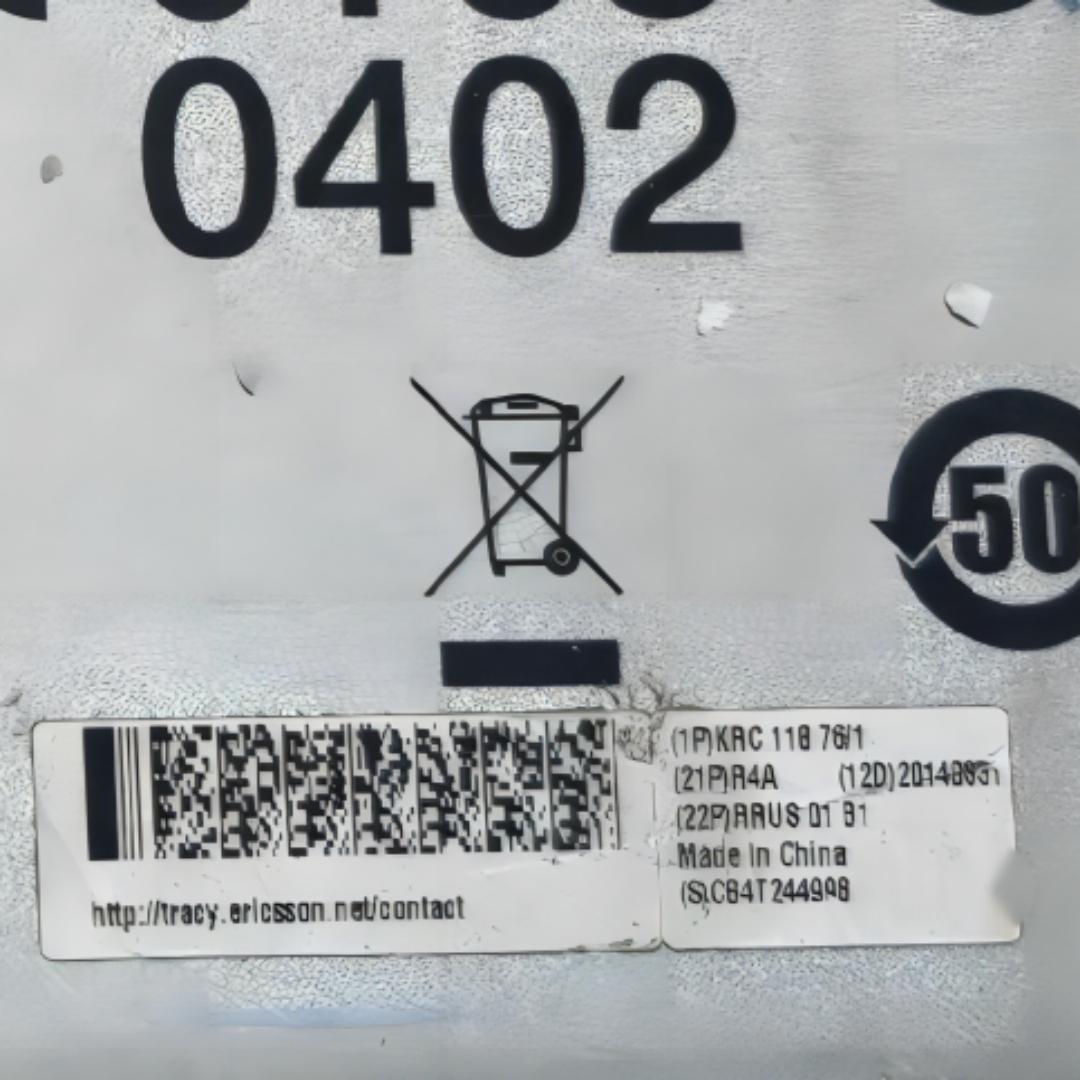 0402
50
(1P)KRC 118 76/1
(21P)R4A
(22P)RRUS 01 B1
Made in China
http://tracy.ericsson.net/contact